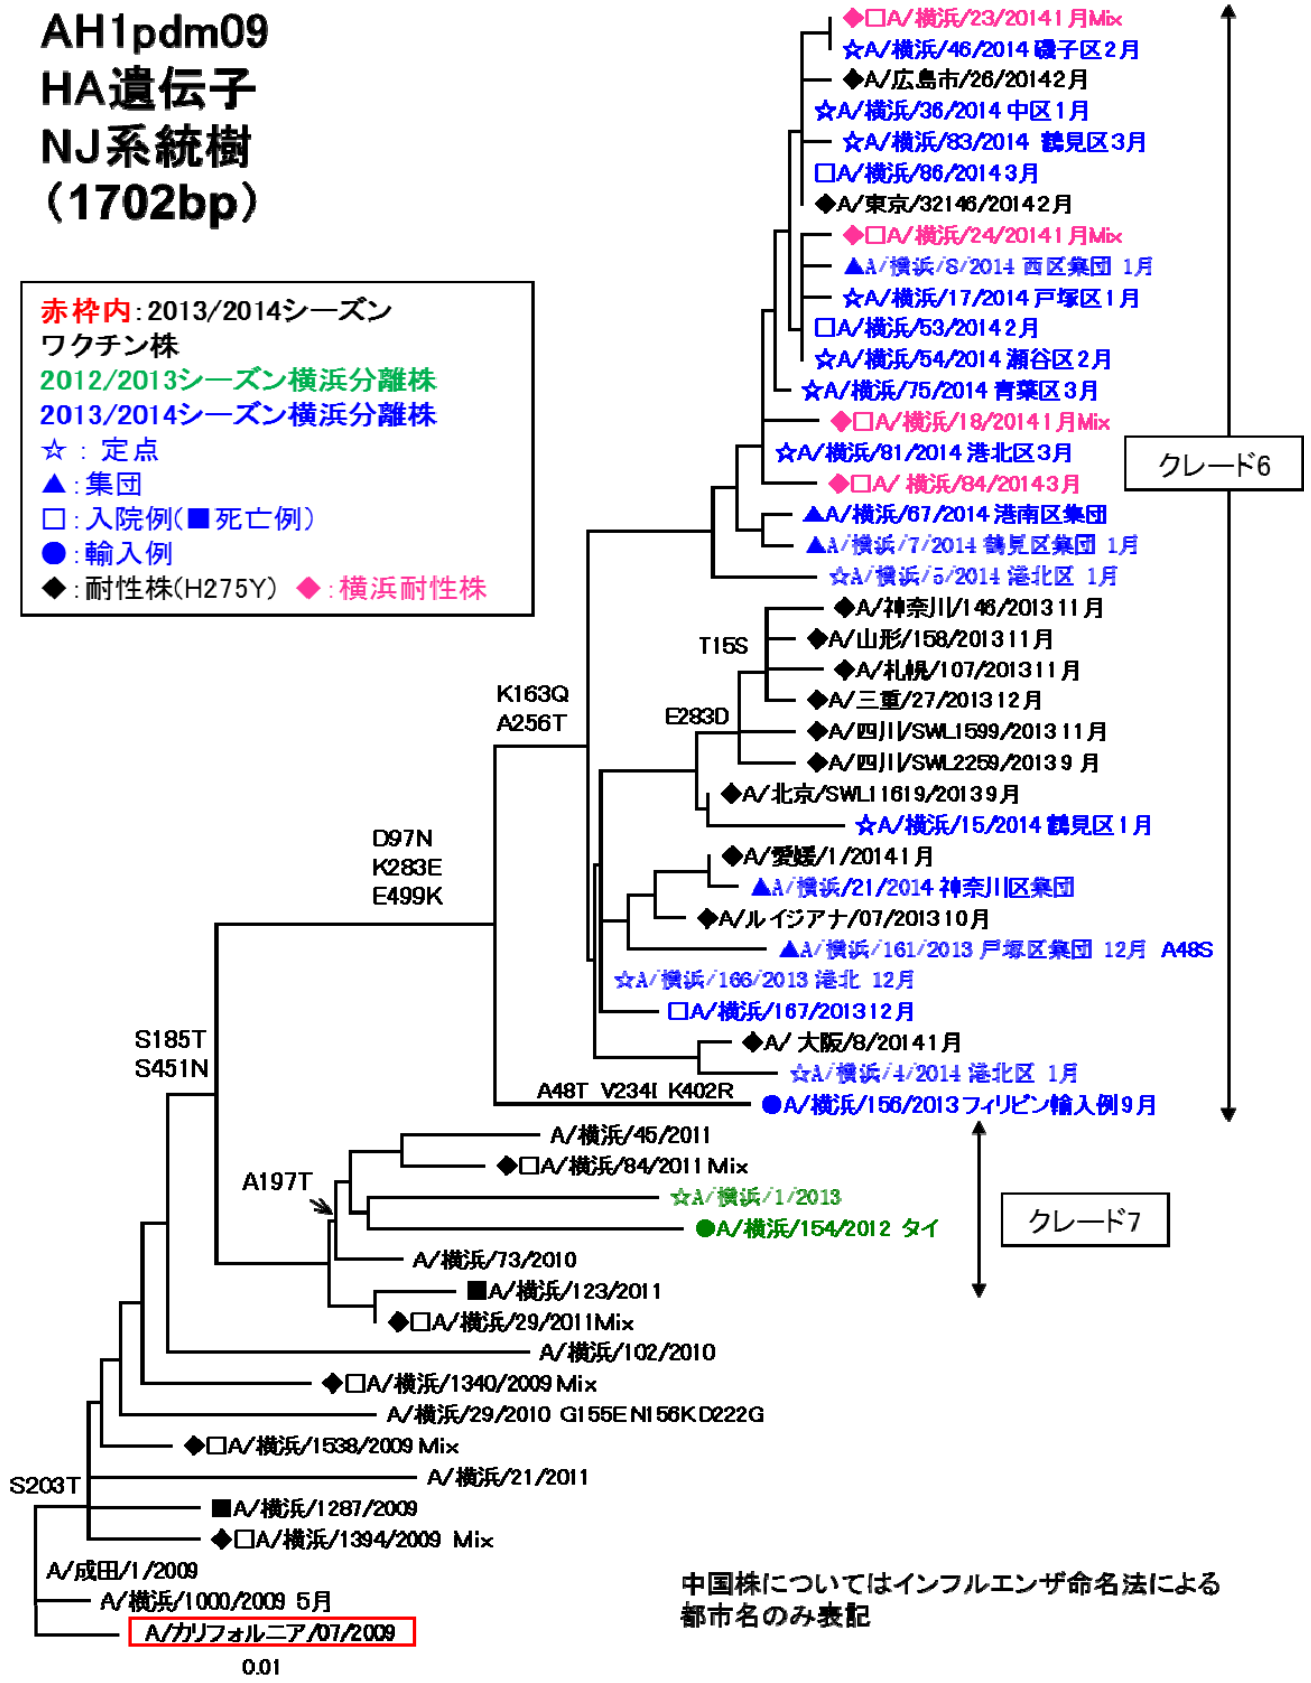 AH1pdm09
HA遺伝子
NJ系統樹
(1702bp)
赤枠内:2013/2014シーズン
ワクチン株
2012/2013シーズン横浜分離株
2013/2014シーズン横浜分離株
☆:定点
▲:集団
□:入院例(■死亡例)
●:輸入例
◆:耐性株(H275Y) ◆:横浜耐性株
◆□A/横浜/23/2014 1月Mix
☆A/横浜/46/2014 磯子区2月
◆A/広島市/26/2014 2月
☆A/横浜/36/2014 中区1月
☆A/横浜/83/2014 鶴見区3月
□A/横浜/86/2014 3月
◆A/東京/32146/2014 2月
◆□A/横浜/24/2014 1月Mix
▲A/横浜/8/2014 西区集団 1月
☆A/横浜/17/2014 戸塚区1月
□A/横浜/53/2014 2月
☆A/横浜/54/2014 瀬谷区2月
☆A/横浜/75/2014 青葉区3月
◆□A/横浜/18/2014 1月Mix
☆A/横浜/81/2014 港北区3月
クレード6
◆□A/横浜/84/2014 3月
▲A/横浜/67/2014 港南区集団
▲A/横浜/7/2014 鶴見区集団 1月
☆A/横浜/5/2014 港北区 1月
◆A/神奈川/146/2013 11月
T15S
◆A/山形/158/2013 11月
◆A/札幌/107/2013 11月
K163Q
A256T
◆A/三重/27/2013 12月
E283D
◆A/四川/SWL1599/2013 11月
◆A/四川/SWL2259/2013 9月
◆A/北京/SWL11619/2013 9月
☆A/横浜/15/2014 鶴見区1月
D97N
K283E
E499K
◆A/愛媛/1/2014 1月
▲A/横浜/21/2014 神奈川区集団
◆A/ルイジアナ/07/2013 10月
▲A/横浜/161/2013 戸塚区集団 12月 A48S
☆A/横浜/166/2013 港北 12月
□A/横浜/167/2013 12月
S185T
S451N
◆A/大阪/8/2014 1月
☆A/横浜/4/2014 港北区 1月
A48T V234I K402R
●A/横浜/156/2013 フィリピン輸入例9月
A/横浜/45/2011
◆□A/横浜/84/2011 Mix
A197T
☆A/横浜/1/2013
●A/横浜/154/2012 タイ
クレード7
A/横浜/73/2010
■A/横浜/123/2011
◆□A/横浜/29/2011Mix
A/横浜/102/2010
◆□A/横浜/1340/2009 Mix
A/横浜/29/2010 G155E N156K D222G
◆□A/横浜/1538/2009 Mix
A/横浜/21/2011
S203T
■A/横浜/1287/2009
◆□A/横浜/1394/2009 Mix
A/成田/1/2009
A/横浜/1000/2009 5月
A/カリフォルニア/07/2009
0.01
中国株についてはインフルエンザ命名法による
都市名のみ表記